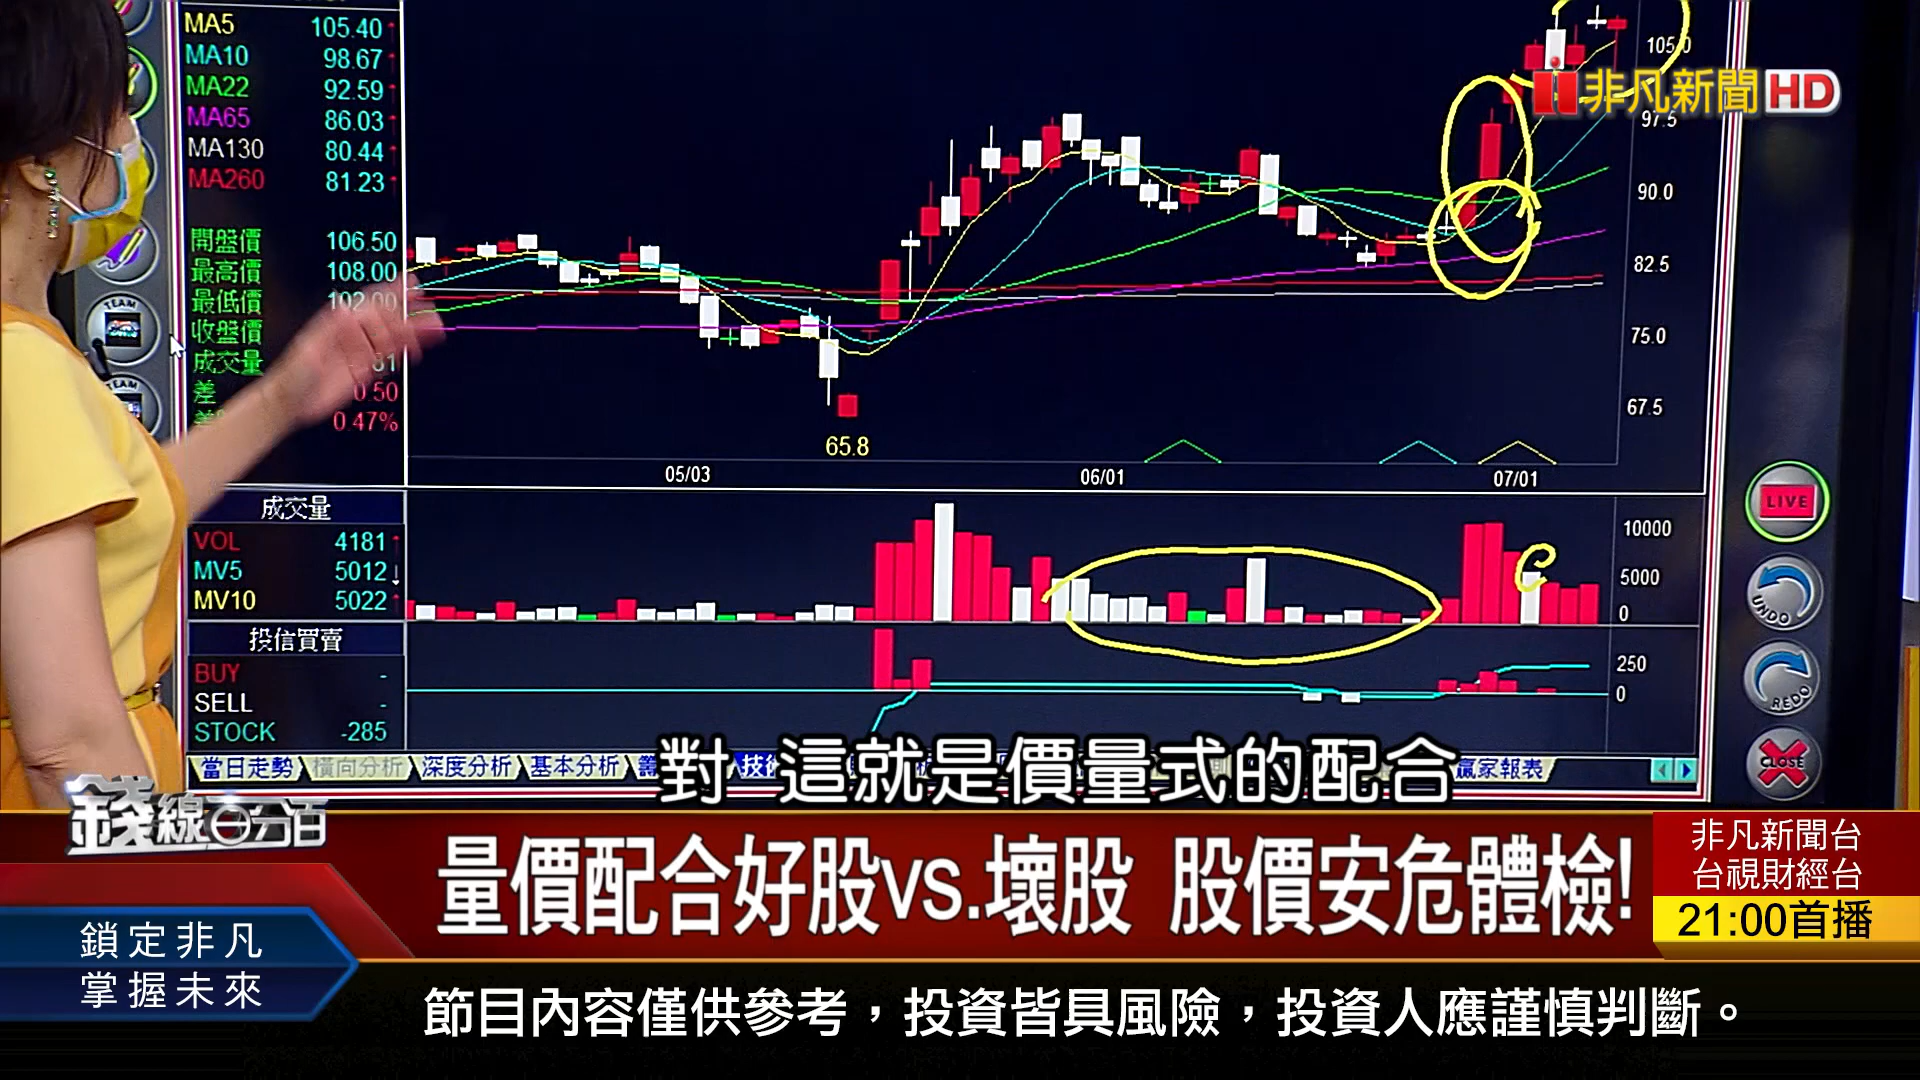 MA5 105.40
MA10 98.67
MA22 92.59
MA65 86.03
MA130 80.44
MA260 81.23
開盤價 106.50
最高價 108.00
最低價 102.00
收盤價
成交量 81
差 0.50
0.47%
105.0
97.5
90.0
82.5
75.0
67.5
65.8
05/03 06/01 07/01
非凡新聞HD
成交量
VOL 4181
MV5 5012
MV10 5022
10000
5000
0
投信買賣
BUY -
SELL -
STOCK -285
250
0
TEAM
TEAM
LIVE
UNDO
REDO
CLOSE
當日走勢 橫向分析 深度分析 基本分析 籌 技 贏家報表
對 這就是價量式的配合
錢線百分百
量價配合好股vs.壞股 股價安危體檢!
非凡新聞台
台視財經台
21:00首播
鎖定非凡
掌握未來
節目內容僅供參考，投資皆具風險，投資人應謹慎判斷。